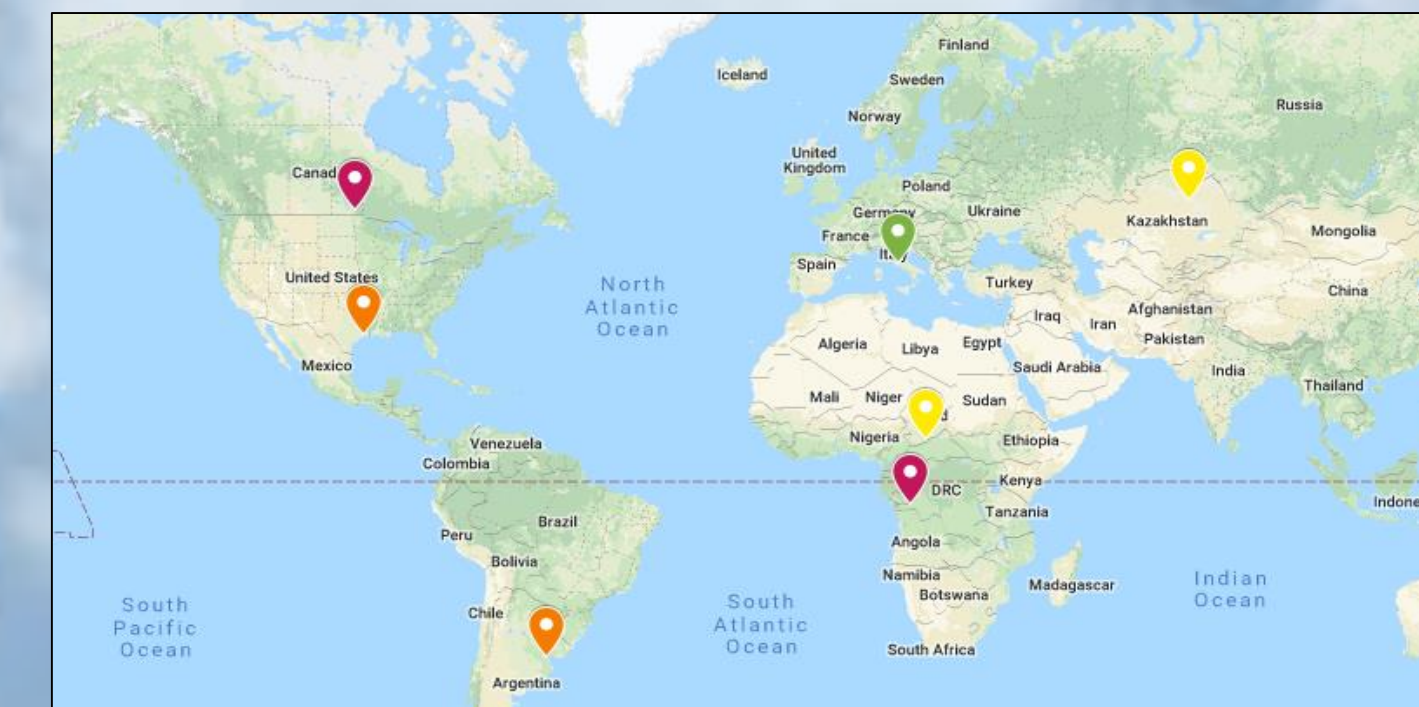 Finland
Iceland
Sweden
Russia
Norway
United
Kingdom
Canad
Poland
Germany
Ukraine
Kazakhstan
France
Mongolia
Italy
Spain
United States
Turkey
North
Atlantic
Ocean
China
Iraq
Iran
Afghanistan
Algeria
Libya
Egypt
Pakistan
Mexico
Saudi Arabia
India
Thailand
Mali
Niger
d
Sudan
Nigeria
Ethiopia
Venezuela
Colombia
DRC
Kenya
Indone
Tanzania
Brazil
Peru
Angola
Bolivia
Namibia
Botswana
Madagascar
Indian
Ocean
South
Pacific
Ocean
Chile
South
Atlantic
Ocean
South Africa
Argentina